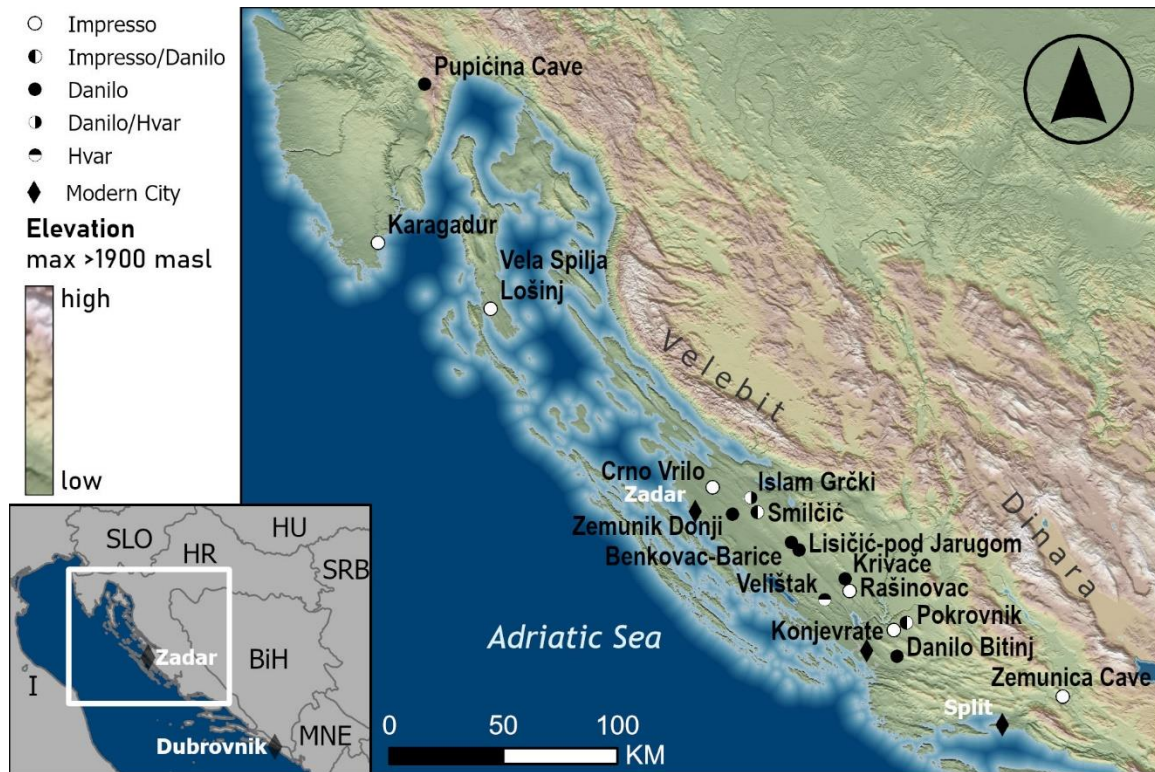 Impresso
Impresso/Danilo
Danilo
Danilo/Hvar
Hvar
Modern City
Elevation
max >1900 masl
high
low
SLO
HU
HR
SRB
Zadar
BiH
I
MNE
Dubrovnik
Pupićina Cave
Karagadur
Vela Spilja
Lošinj
Velebit
Dinara
Crno Vrilo
Islam Grčki
Zadar
Smilčić
Zemunik Donji
Benkovac-Barice
Lisičić-pod Jarugom
Krivače
Velištak
Rašinovac
Pokrovnik
Konjevrate
Danilo Bitinj
Adriatic Sea
Zemunica Cave
Split
0 50 100
KM